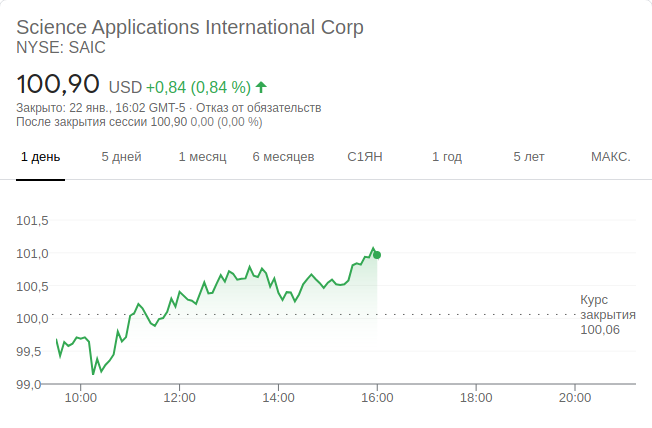 Science Applications International Corp
NYSE: SAIC
100,90 USD +0,84 (0,84 %)
Закрыто: 22 янв., 16:02 GMT-5 · Отказ от обязательств
После закрытия сессии 100,90 0,00 (0,00 %)
1 день 5 дней 1 месяц 6 месяцев С1ЯН 1 год 5 лет МАКС.
101,5
101,0
100,5
Курс
100,0 закрытия
100,06
99,5
99,0
10:00 12:00 14:00 16:00 18:00 20:00